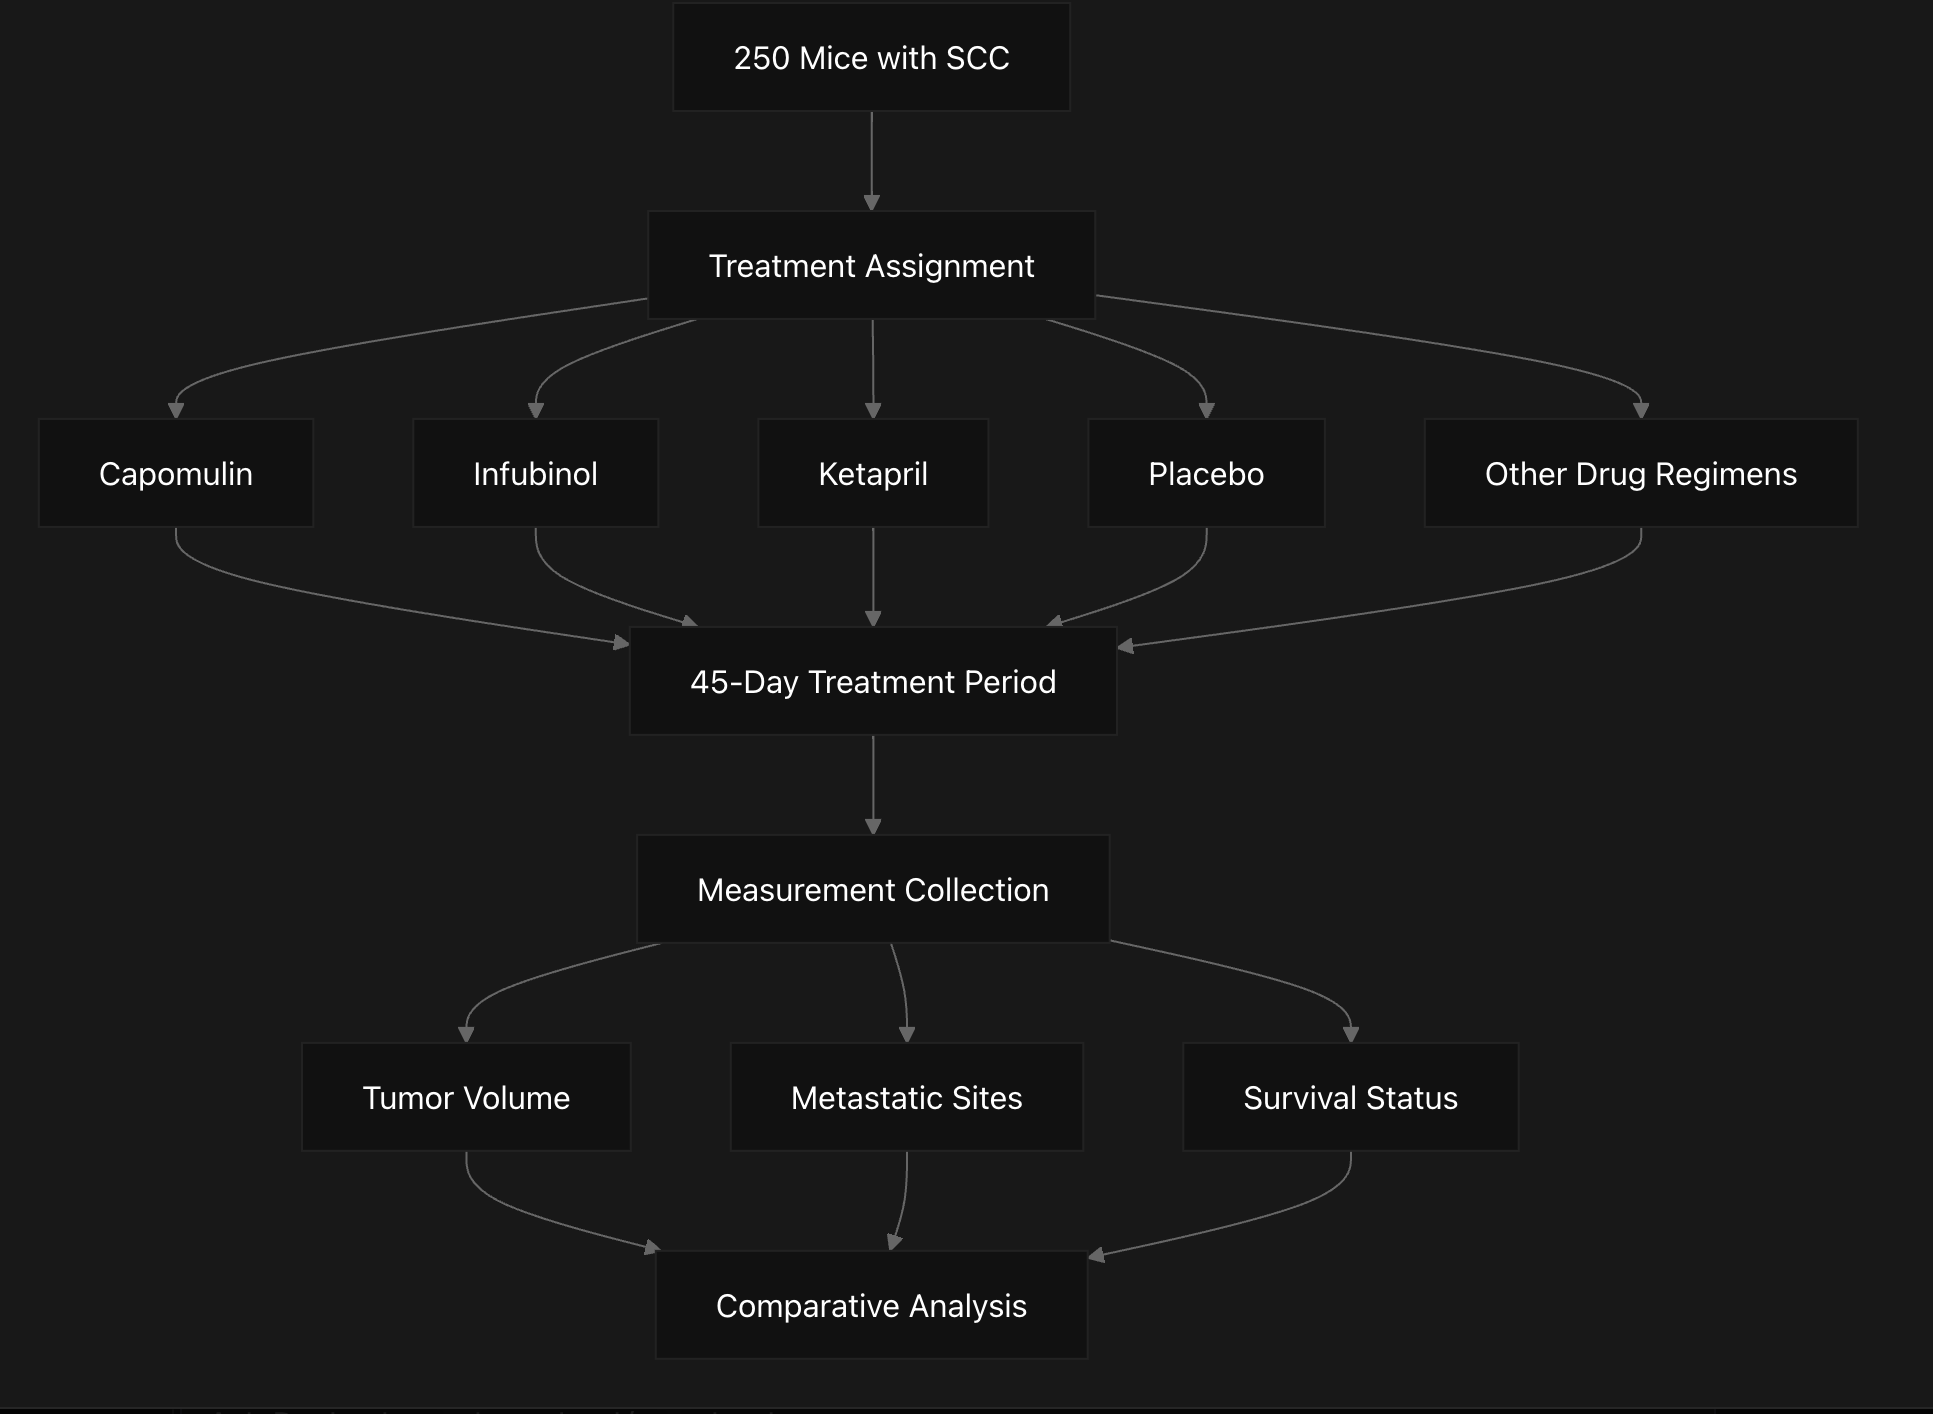 250 Mice with SCC
Treatment Assignment
Capomulin
Infubinol
Ketapril
Placebo
Other Drug Regimens
45-Day Treatment Period
Measurement Collection
Tumor Volume
Metastatic Sites
Survival Status
Comparative Analysis